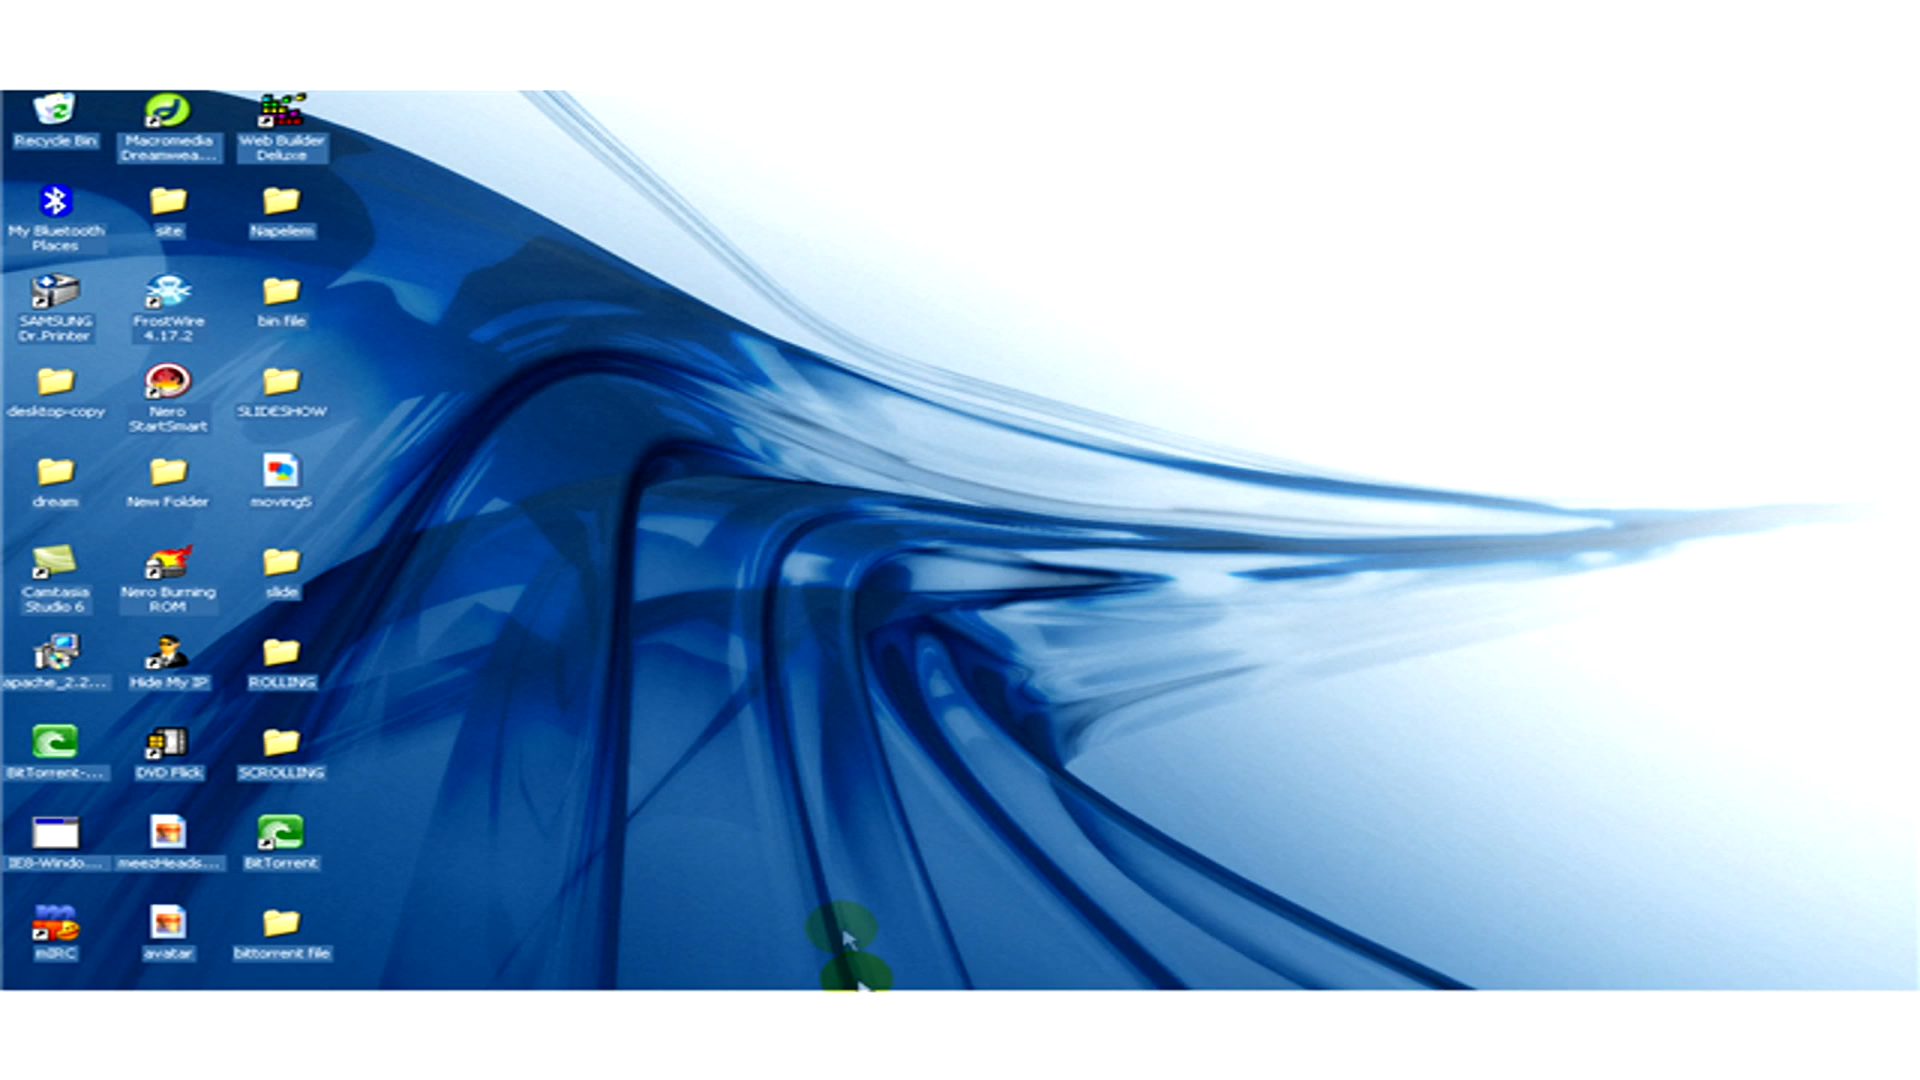 Recycle Bin
Macromedia
Dreamwea...
Web Builder
Deluxe
My Bluetooth
Places
site
Napelem
SAMSUNG
Dr.Printer
FrostWire
4.17.2
bin file
desktop-copy
Nero
StartSmart
SLIDESHOW
dream
New Folder
moving5
Camtasia
Studio 6
Nero Burning
ROM
slide
apache_2.2...
Hide My IP
ROLLING
BitTorrent-...
DVD Flick
SCROLLING
IE8-Windo...
meezHeads...
BitTorrent
mIRC
avatar
bittorrent file